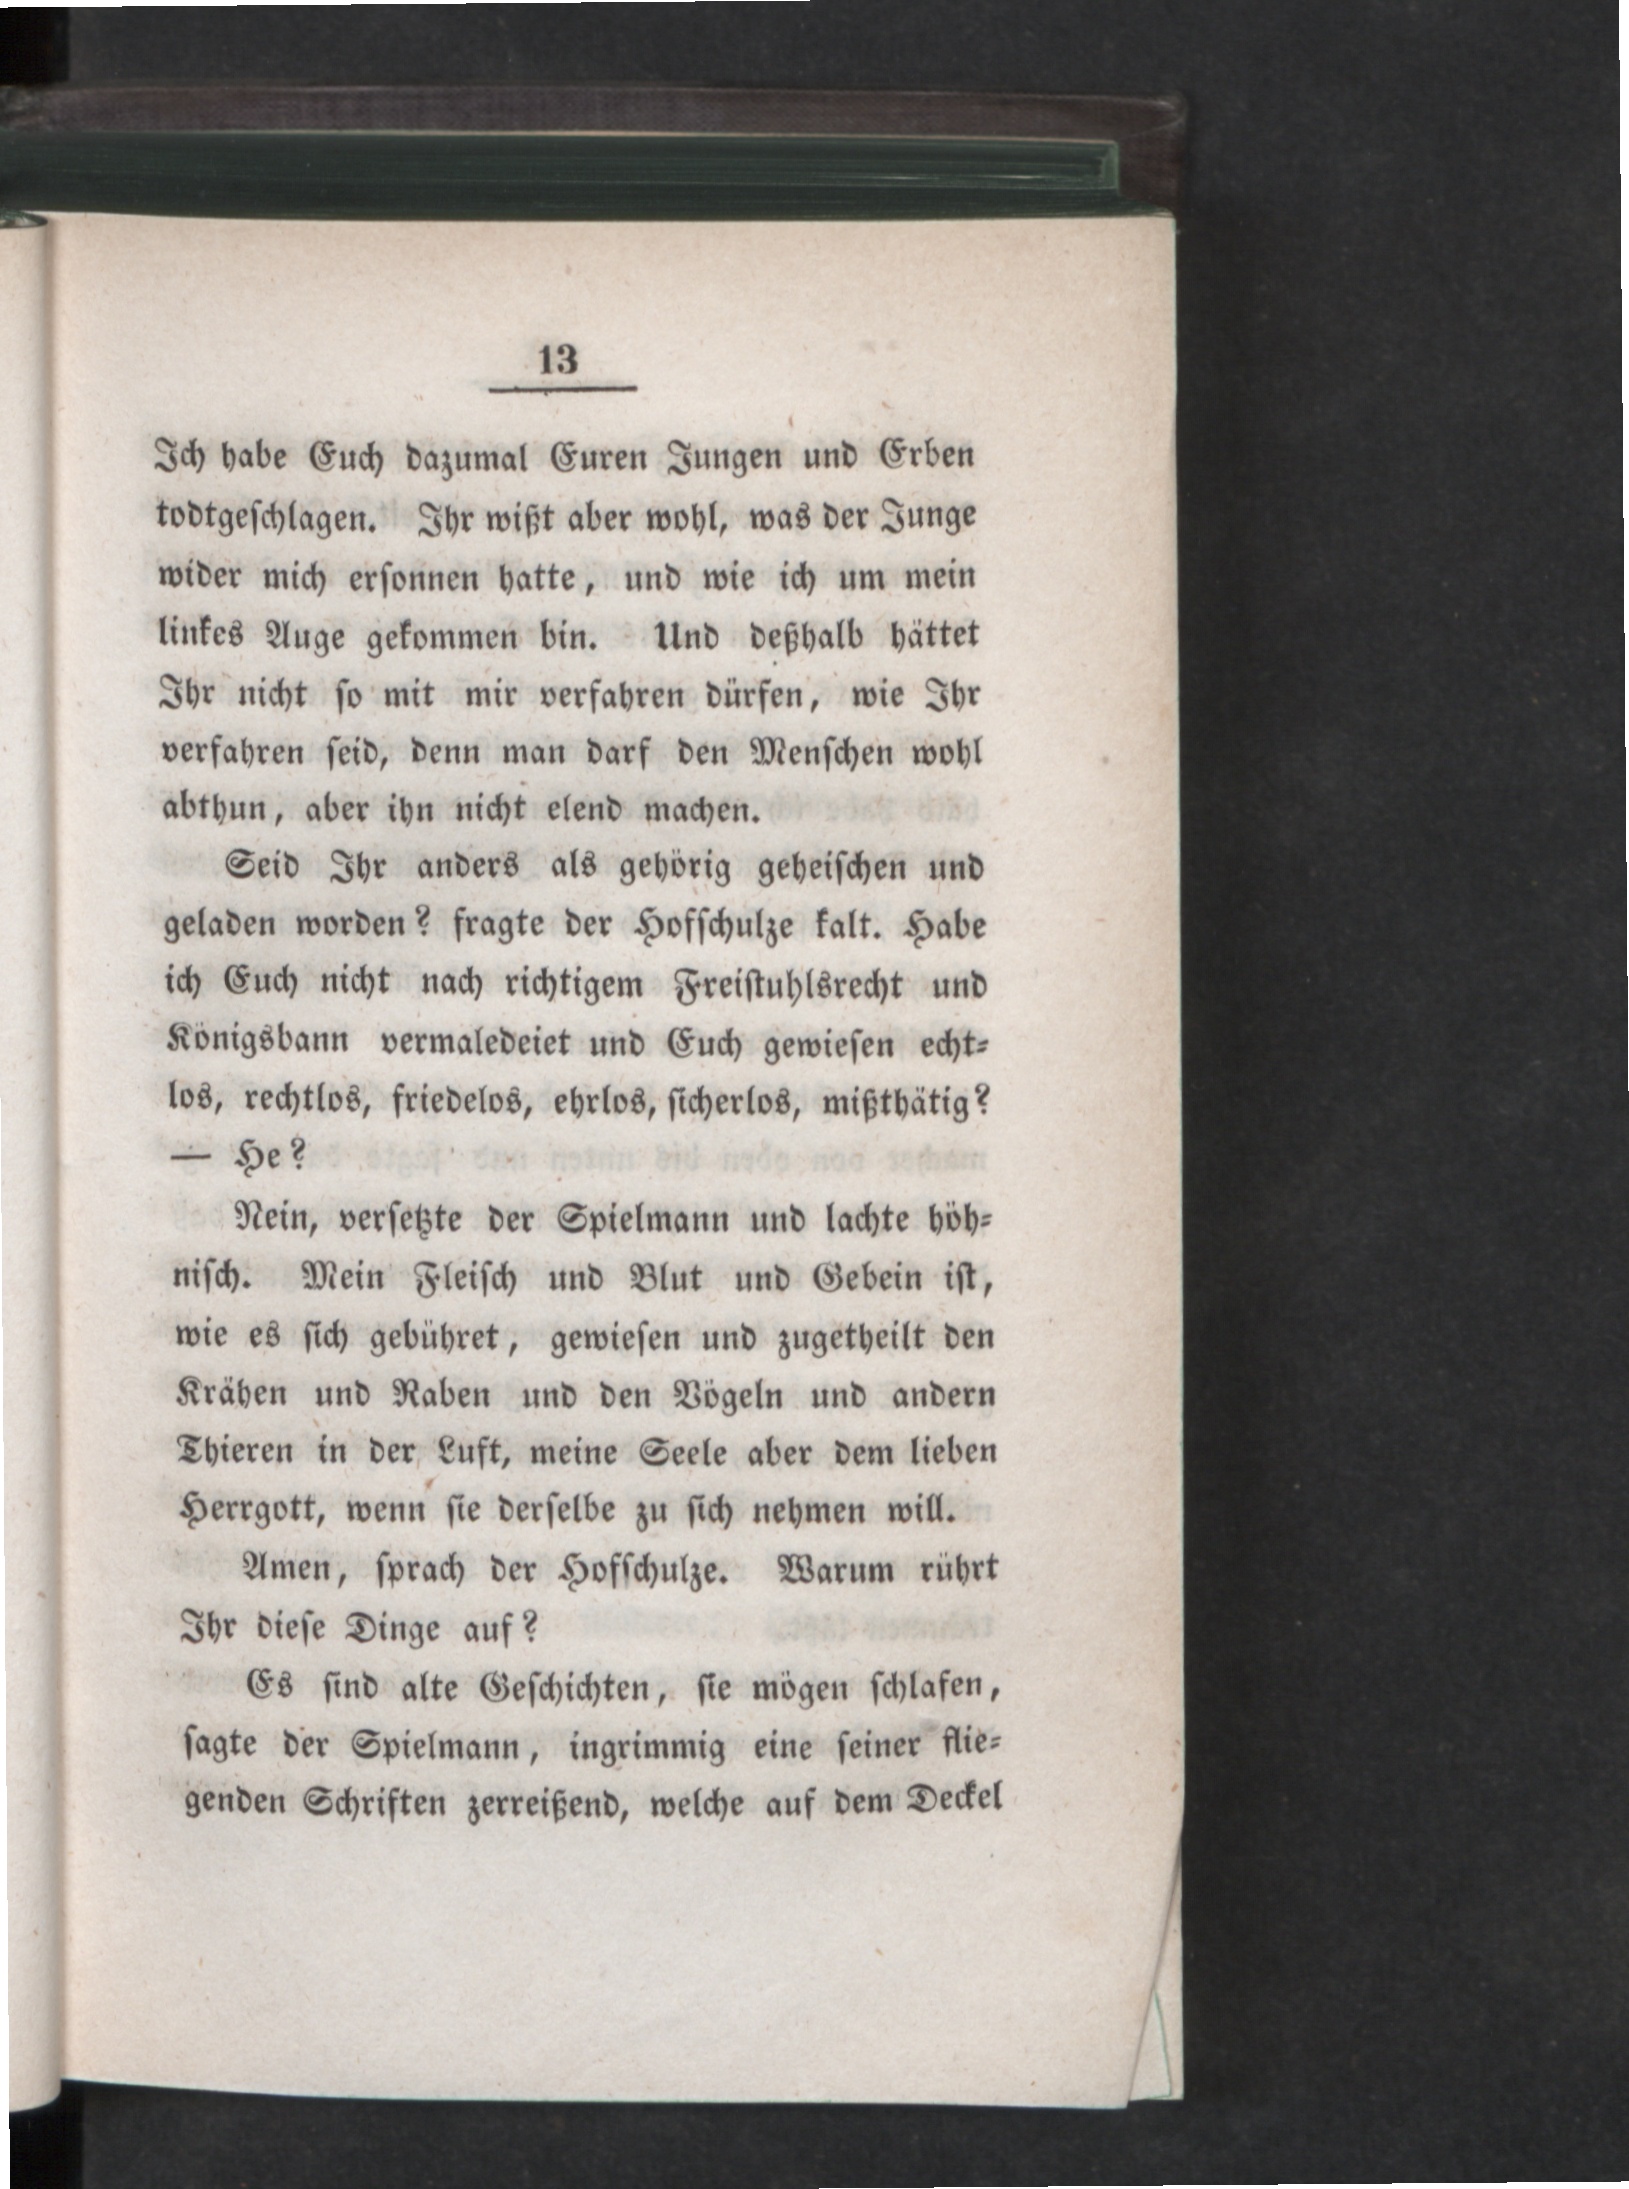 13
Ich habe Euch dazumal Euren Jungen und Erben
todtgeſchlagen. Ihr wißt aber wohl, was der Junge
wider mich erſonnen hatte, und wie ich um mein
linkes Auge gekommen bin. Und deßhalb hättet
Ihr nicht ſo mit mir verfahren dürfen, wie Ihr
verfahren ſeid, denn man darf den Menſchen wohl
abthun, aber ihn nicht elend machen.
Seid Ihr anders als gehörig geheiſchen und
geladen worden? fragte der Hofſchulze kalt. Habe
ich Euch nicht nach richtigem Freiſtuhlsrecht und
Königsbann vermaledeiet und Euch gewieſen echt⸗
los, rechtlos, friedelos, ehrlos, ſicherlos, mißthätig?
— He?
Nein, verſetzte der Spielmann und lachte höh⸗
niſch. Mein Fleiſch und Blut und Gebein iſt,
wie es ſich gebühret, gewieſen und zugetheilt den
Krähen und Raben und den Vögeln und andern
Thieren in der Luft, meine Seele aber dem lieben
Herrgott, wenn ſie derſelbe zu ſich nehmen will.
Amen, ſprach der Hofſchulze. Warum rührt
Ihr dieſe Dinge auf?
Es ſind alte Geſchichten, ſie mögen ſchlafen,
ſagte der Spielmann, ingrimmig eine ſeiner flie⸗
genden Schriften zerreißend, welche auf dem Deckel